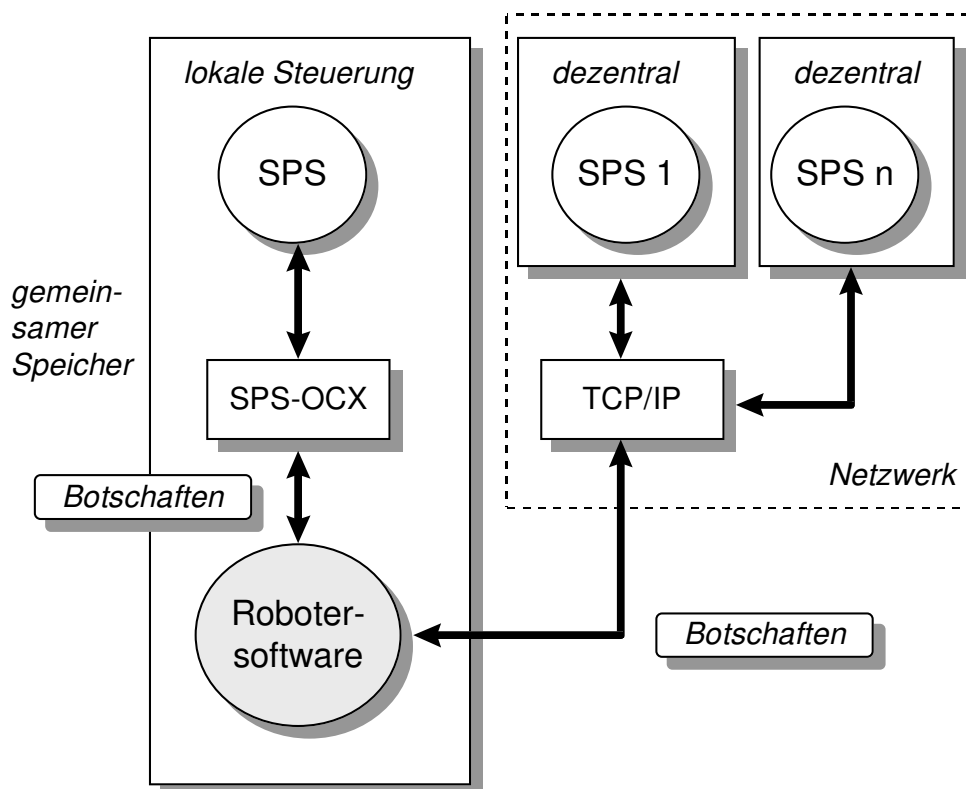 lokale Steuerung
SPS
gemein-
samer
Speicher
SPS-OCX
Botschaften
Roboter-
software
dezentral
SPS 1
dezentral
SPS n
TCP/IP
Netzwerk
Botschaften